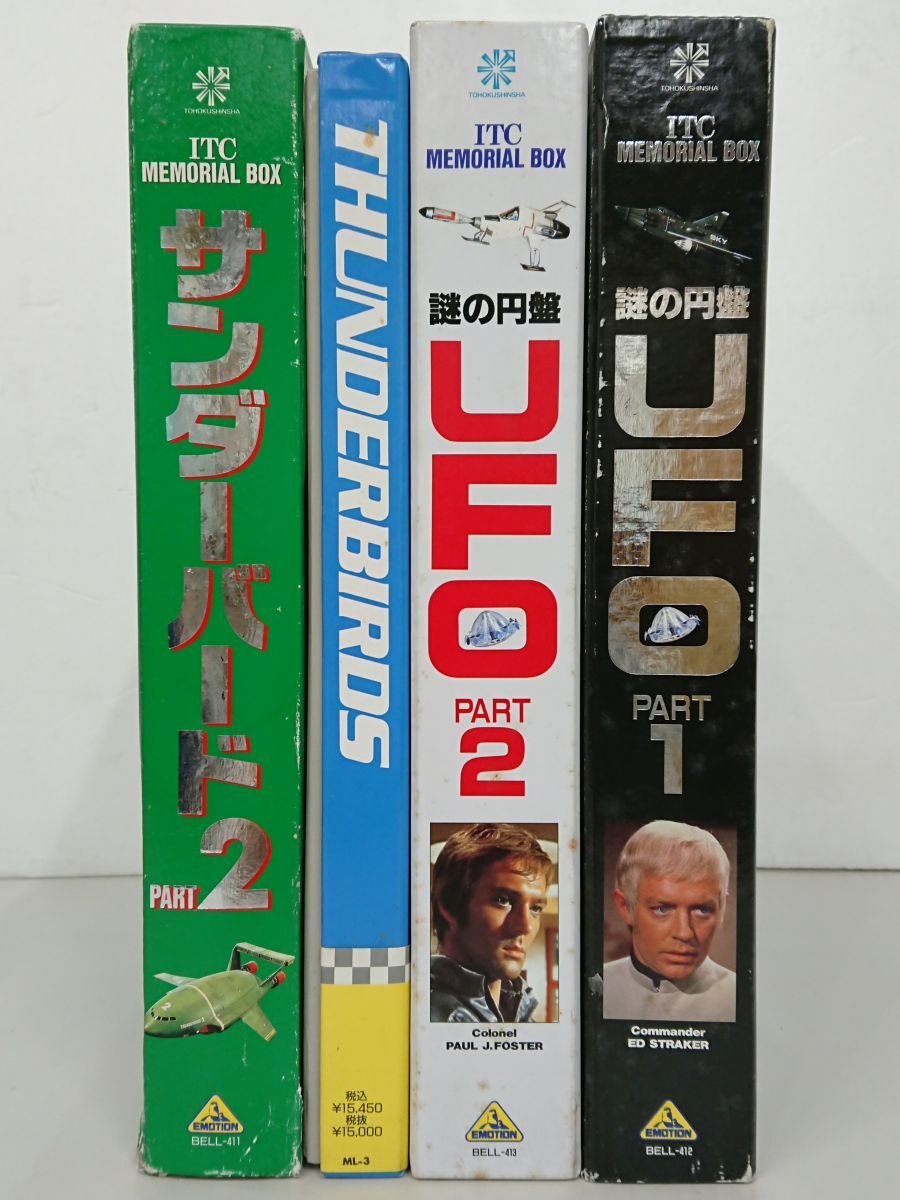 TOHOKUSHINSHA
ITC
MEMORIAL BOX
サンダーバード
PART 2
2
EMOTION
BELL-411
THUNDERBIRDS
税込
¥15,450
税抜
¥15,000
ML-3
TOHOKUSHINSHA
ITC
MEMORIAL BOX
謎の円盤
UFO
PART
2
Colonel
PAUL J.FOSTER
EMOTION
BELL-413
TOHOKUSHINSHA
ITC
MEMORIAL BOX
SKY
謎の円盤
UFO
PART
1
Commander
ED STRAKER
EMOTION
BELL-412